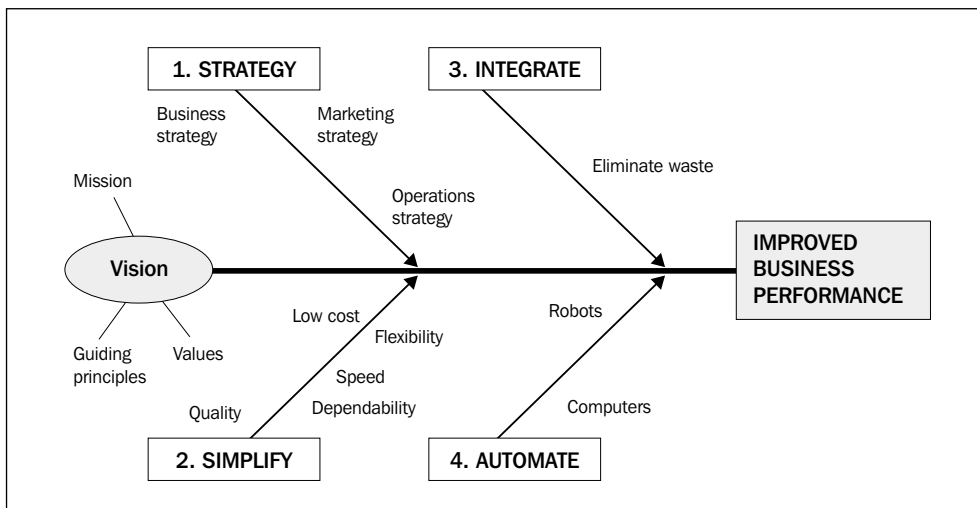 1. STRATEGY
3. INTEGRATE
Business
strategy
Marketing
strategy
Eliminate waste
Mission
Operations
strategy
Vision
IMPROVED
BUSINESS
PERFORMANCE
Low cost
Flexibility
Robots
Guiding
principles
Values
Speed
Quality
Dependability
Computers
2. SIMPLIFY
4. AUTOMATE